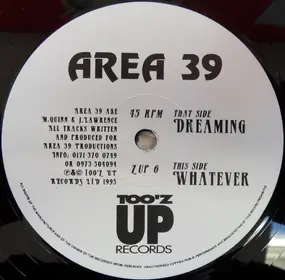 AREA 39
AREA 39 ARE
M.QUINN & J.LAWRENCE
ALL TRACKS WRITTEN
AND PRODUCED FOR
AREA 39 PRODUCTIONS
INFO: 0171 370 0749
OR 0973 304094
℗&© TOO'Z UP
RECORDS LTD 1995
45 RPM
THAT SIDE
DREAMING
ZUP 6
THIS SIDE
WHATEVER
TOO'Z
UP
RECORDS